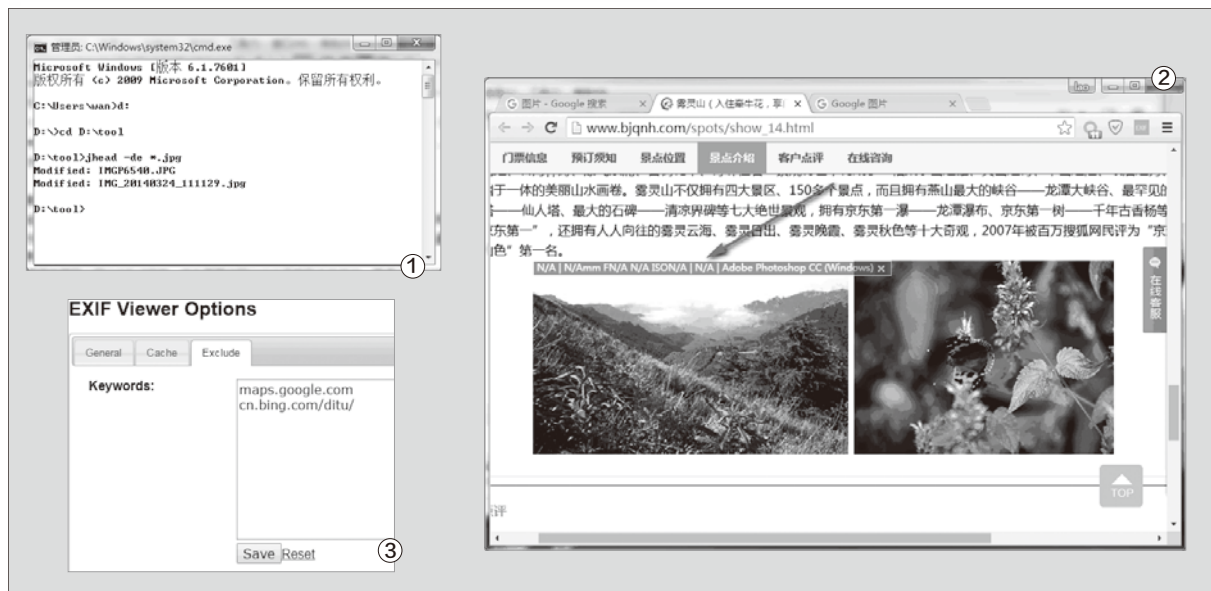 管理员: C:\Windows\system32\cmd.exe
Microsoft Windows [版本 6.1.7601]
版权所有 (c) 2009 Microsoft Corporation。保留所有权利。
C:\Users\wan>d:
D:\>cd D:\tool
D:\tool>jhead -de *.jpg
Modified: IMGP6540.JPG
Modified: IMG_20140324_111129.jpg
D:\tool>
①
EXIF Viewer Options
General Cache Exclude
Keywords:
maps.google.com
cn.bing.com/ditu/
Save Reset
③
②
图片 - Google 搜索 雾灵山 ( 入住牵牛花 , 享 Google 图片
www.bjqnh.com/spots/show_14.html
门票信息 预订须知 景点位置 景点介绍 客户点评 在线咨询
于一体的美丽山水画卷。雾灵山不仅拥有四大景区、150多个景点，而且拥有燕山最大的峡谷——龙潭大峡谷、最罕见的
——仙人塔、最大的石碑——清凉界碑等七大绝世景观，拥有京东第一瀑——龙潭瀑布、京东第一树——千年古香杨等
东第一”，还拥有人人向往的雾灵云海、雾灵日出、雾灵晚霞、雾灵秋色等十大奇观，2007年被百万搜狐网民评为“京
色”第一名。
N/A | N/Amm FN/A N/A ISON/A | N/A | Adobe Photoshop CC (Windows) x
在线客服
TOP
评